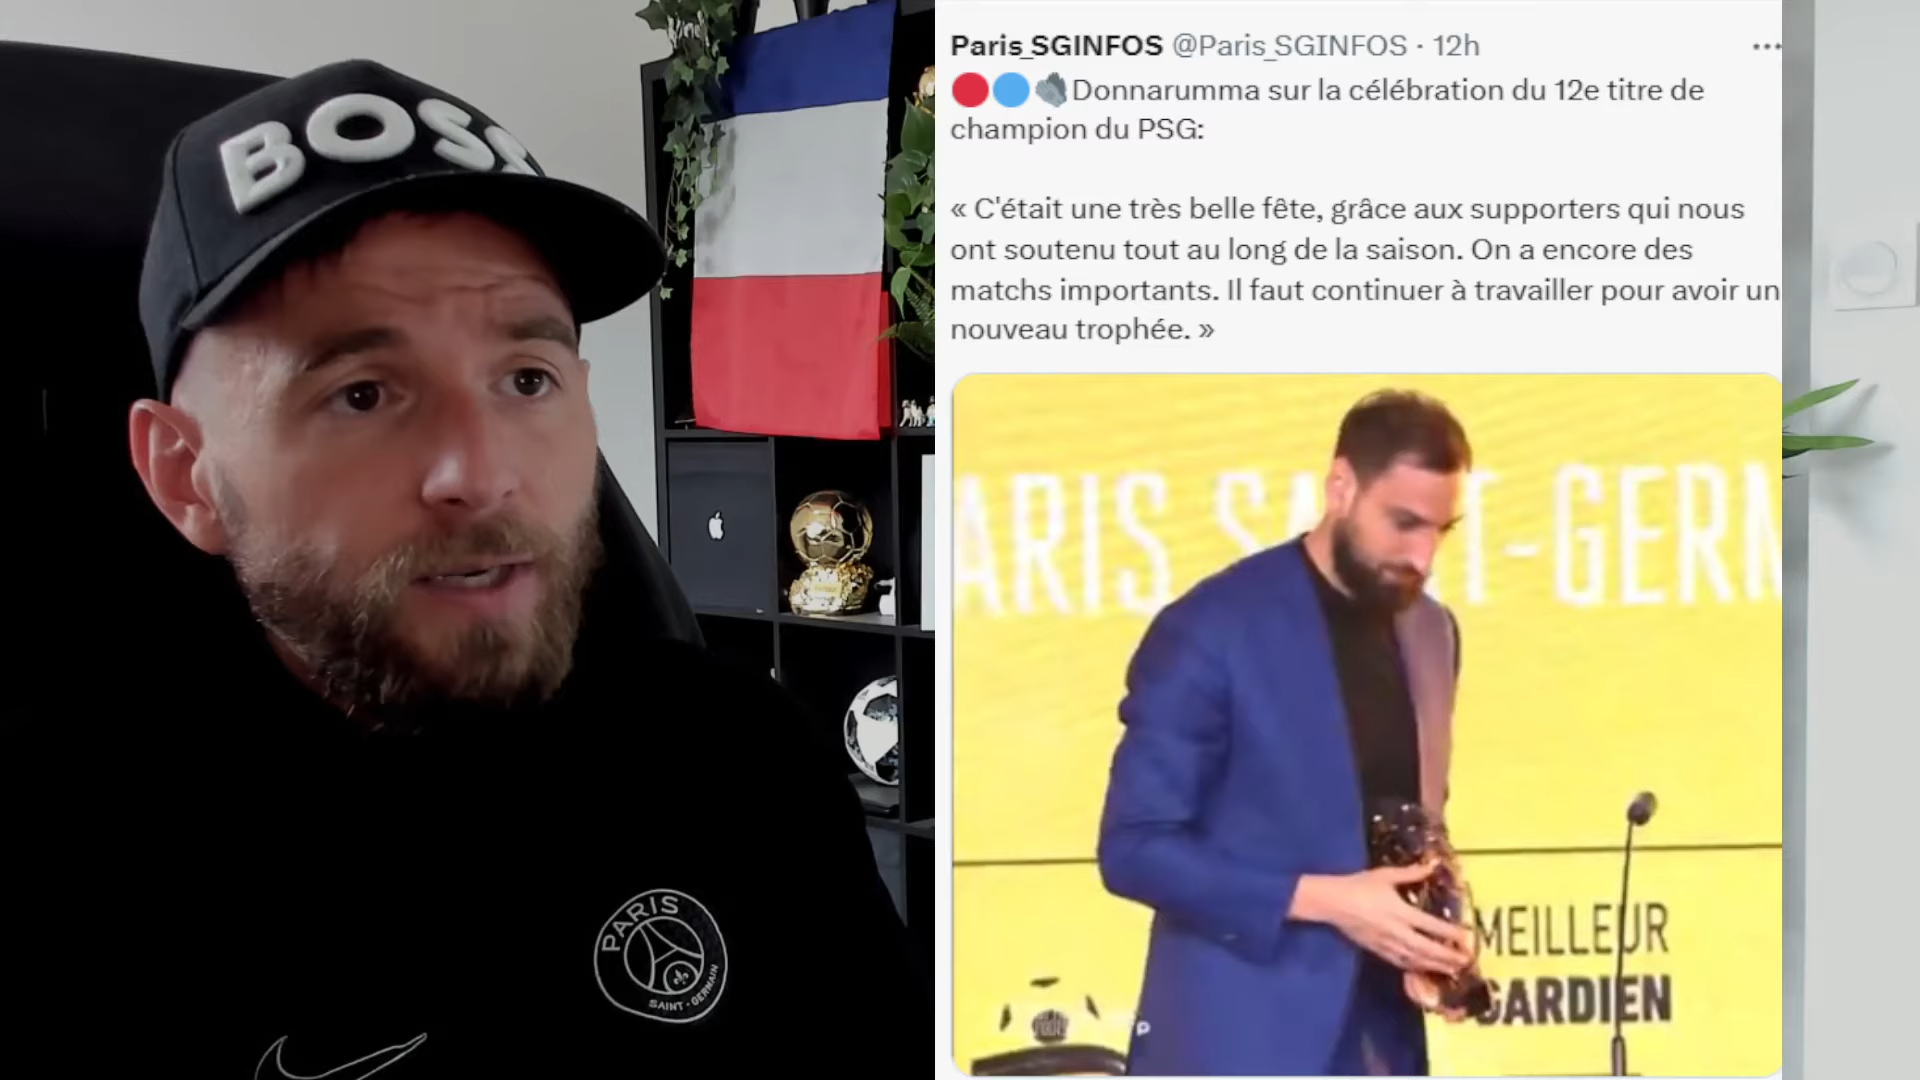 BOSS
PARIS
SAINT-GERMAIN
Paris_SGINFOS @Paris_SGINFOS · 12h
Donnarumma sur la célébration du 12e titre de
champion du PSG:
« C'était une très belle fête, grâce aux supporters qui nous
ont soutenu tout au long de la saison. On a encore des
matchs importants. Il faut continuer à travailler pour avoir un
nouveau trophée. »
ARIS SA T-GERM
MEILLEUR
GARDIEN